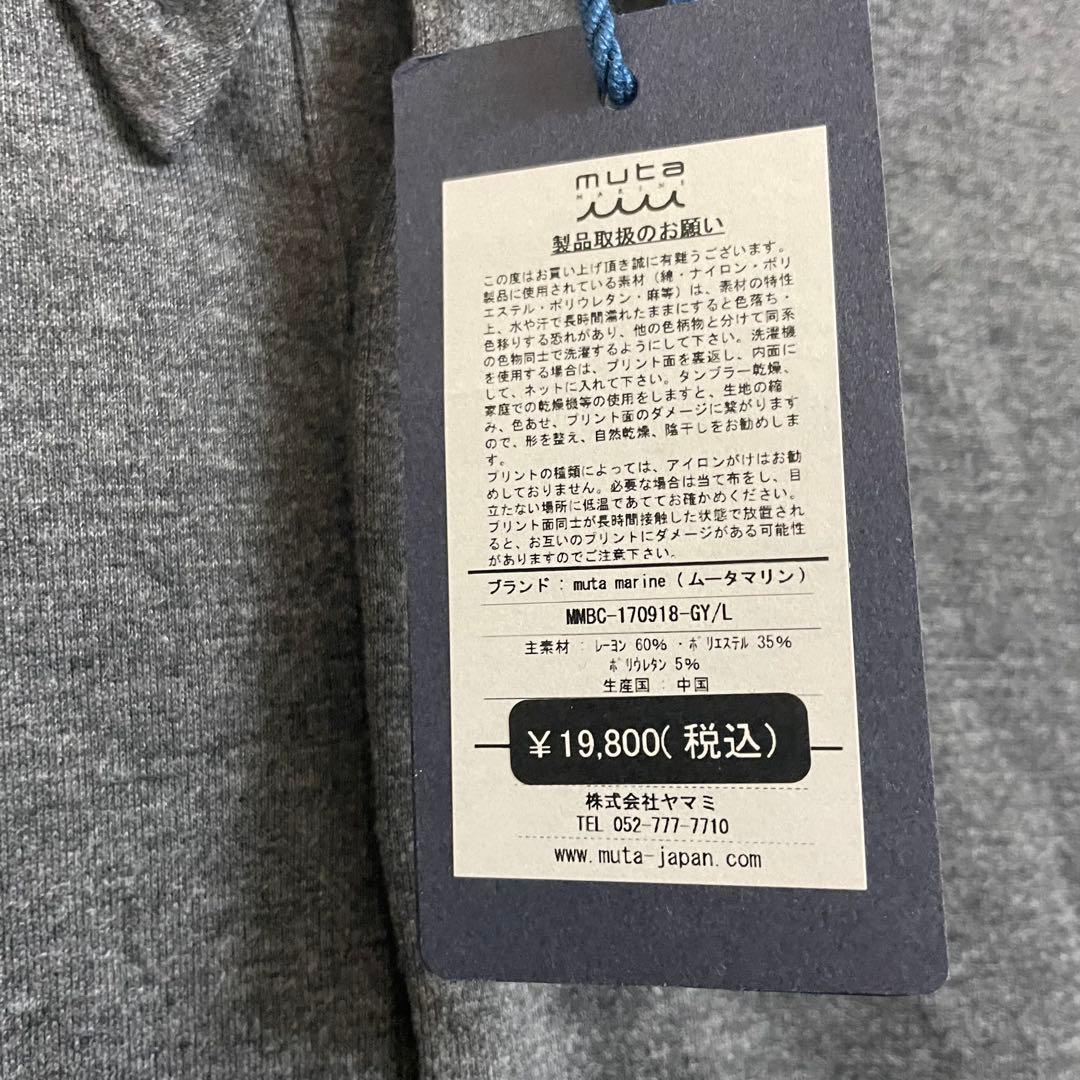 muta
MARINE
製品取扱のお願い
この度はお買い上げ頂き誠に有難うございます。
製品に使用されている素材（綿・ナイロン・ポリ
エステル・ポリウレタン・麻等）は、素材の特性
上、水や汗で長時間濡れたままにすると色落ち・
色移りする恐れがあり、他の色柄物と分けて同系
の色物同士で洗濯するようにして下さい。洗濯機
を使用する場合は、プリント面を裏返し、内面に
して、ネットに入れて下さい。タンブラー乾燥、
家庭での乾燥機等の使用をしますと、生地の縮
み、色あせ、プリント面のダメージに繋がります
ので、形を整え、自然乾燥、陰干しをお勧めしま
す。
プリントの種類によっては、アイロンがけはお勧
めしておりません。必要な場合は当て布をし、目
立たない場所に低温であててお確かめください。
プリント面同士が長時間接触した状態で放置され
ると、お互いのプリントにダメージがある可能性
がありますのでご注意下さい。
ブランド：muta marine（ムータマリン）
MMBC-170918-GY/L
主素材：レーヨン 60% ・ポリエステル 35%
ポリウレタン 5%
生産国：中国
￥19,800(税込)
株式会社ヤマミ
TEL 052-777-7710
www.muta-japan.com